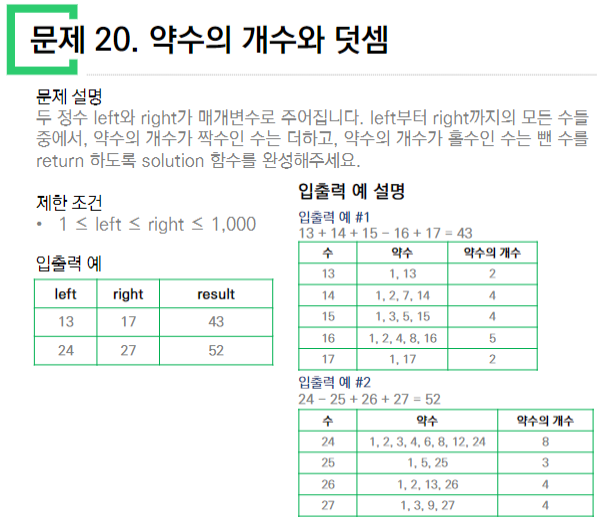 문제 20. 약수의 개수와 덧셈
문제 설명
두 정수 left와 right가 매개변수로 주어집니다. left부터 right까지의 모든 수들
중에서, 약수의 개수가 짝수인 수는 더하고, 약수의 개수가 홀수인 수는 뺀 수를
return 하도록 solution 함수를 완성해주세요.
제한 조건
• 1 ≤ left ≤ right ≤ 1,000
입출력 예
left right result
13 17 43
24 27 52
입출력 예 설명
입출력 예 #1
13 + 14 + 15 - 16 + 17 = 43
수 약수 약수의 개수
13 1, 13 2
14 1, 2, 7, 14 4
15 1, 3, 5, 15 4
16 1, 2, 4, 8, 16 5
17 1, 17 2
입출력 예 #2
24 - 25 + 26 + 27 = 52
수 약수 약수의 개수
24 1, 2, 3, 4, 6, 8, 12, 24 8
25 1, 5, 25 3
26 1, 2, 13, 26 4
27 1, 3, 9, 27 4